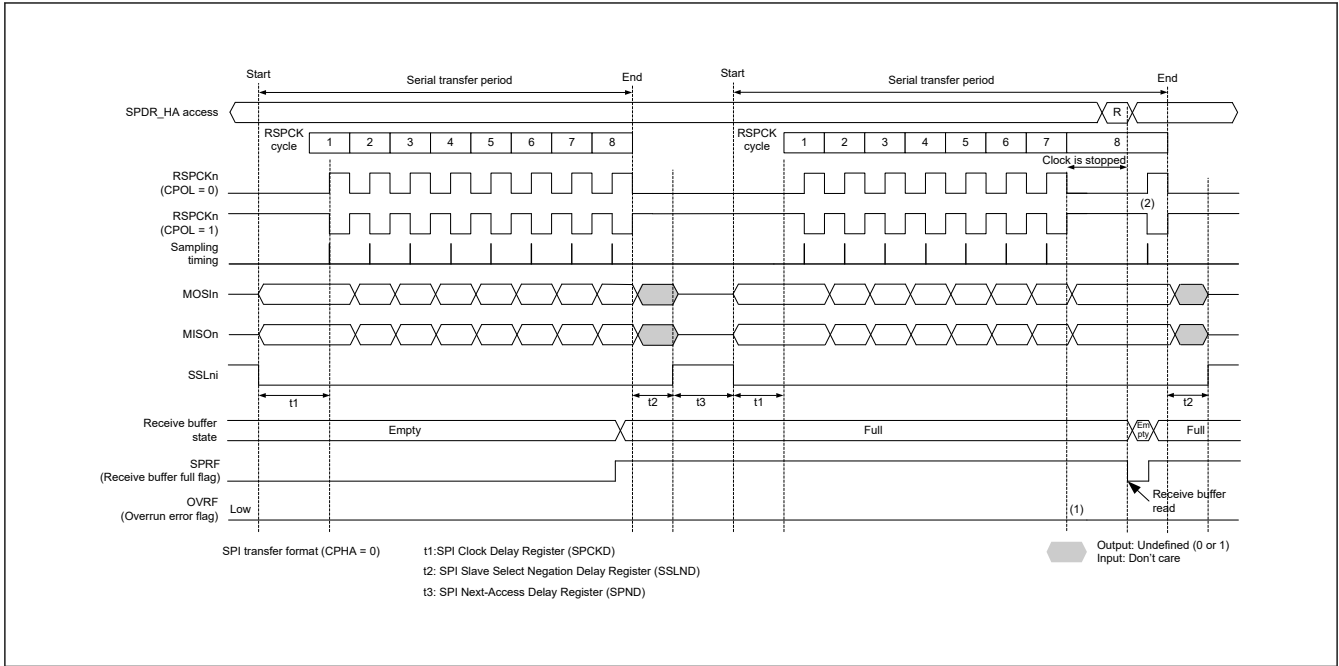 Start
Serial transfer period
End
Start
Serial transfer period
End
SPDR_HA access
R
RSPCK
cycle
1 2 3 4 5 6 7 8
RSPCK
cycle
1 2 3 4 5 6 7 8
Clock is stopped
RSPCKn
(CPOL = 0)
(2)
RSPCKn
(CPOL = 1)
Sampling
timing
MOSIn
MISOn
SSLni
t1
t2
t3
t1
t2
Receive buffer
state
Empty
Full
Em
pty
Full
SPRF
(Receive buffer full flag)
Receive buffer
read
OVRF
(Overrun error flag)
Low
(1)
SPI transfer format (CPHA = 0)
t1:SPI Clock Delay Register (SPCKD)
t2: SPI Slave Select Negation Delay Register (SSLND)
t3: SPI Next-Access Delay Register (SPND)
Output: Undefined (0 or 1)
Input: Don't care